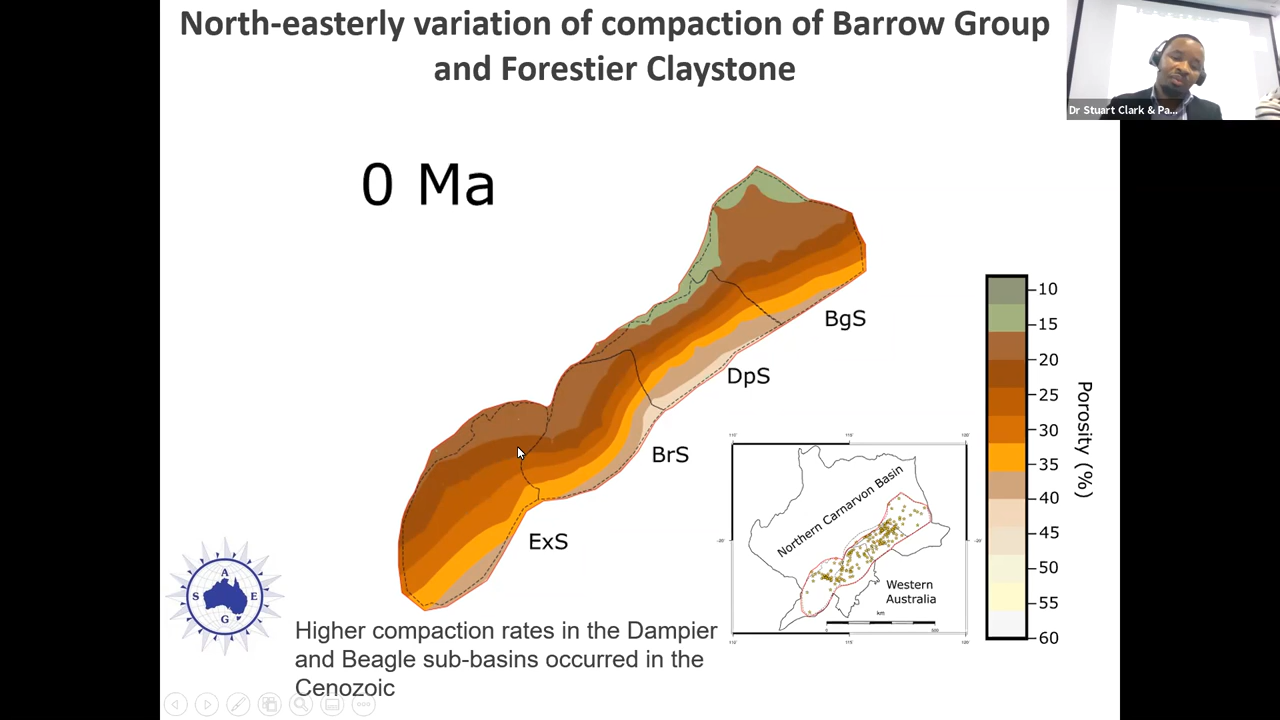 North-easterly variation of compaction of Barrow Group
and Forestier Claystone
Dr Stuart Clark & Pa...
0 Ma
BgS
DpS
BrS
ExS
10
15
20
25
30
35
40
45
50
55
60
Porosity (%)
Northern Carnarvon Basin
Western
Australia
km
A
S E
G
Higher compaction rates in the Dampier
and Beagle sub-basins occurred in the
Cenozoic